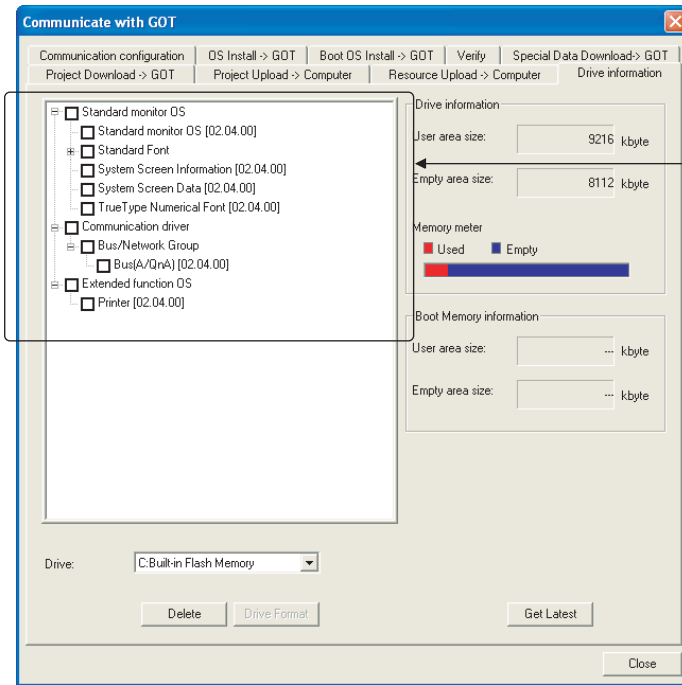 Communicate with GOT
Communication configuration OS Install -> GOT Boot OS Install -> GOT Verify Special Data Download-> GOT
Project Download -> GOT Project Upload -> Computer Resource Upload -> Computer Drive information
Standard monitor OS
Standard monitor OS [02.04.00]
Standard Font
System Screen Information [02.04.00]
System Screen Data [02.04.00]
TrueType Numerical Font [02.04.00]
Communication driver
Bus/Network Group
Bus(A/QnA) [02.04.00]
Extended function OS
Printer [02.04.00]
Drive information
User area size: 9216 kbyte
Empty area size: 8112 kbyte
Memory meter
Used Empty
Boot Memory information
User area size: --- kbyte
Empty area size: --- kbyte
Drive: C:Built-in Flash Memory
Delete Drive Format Get Latest
Close